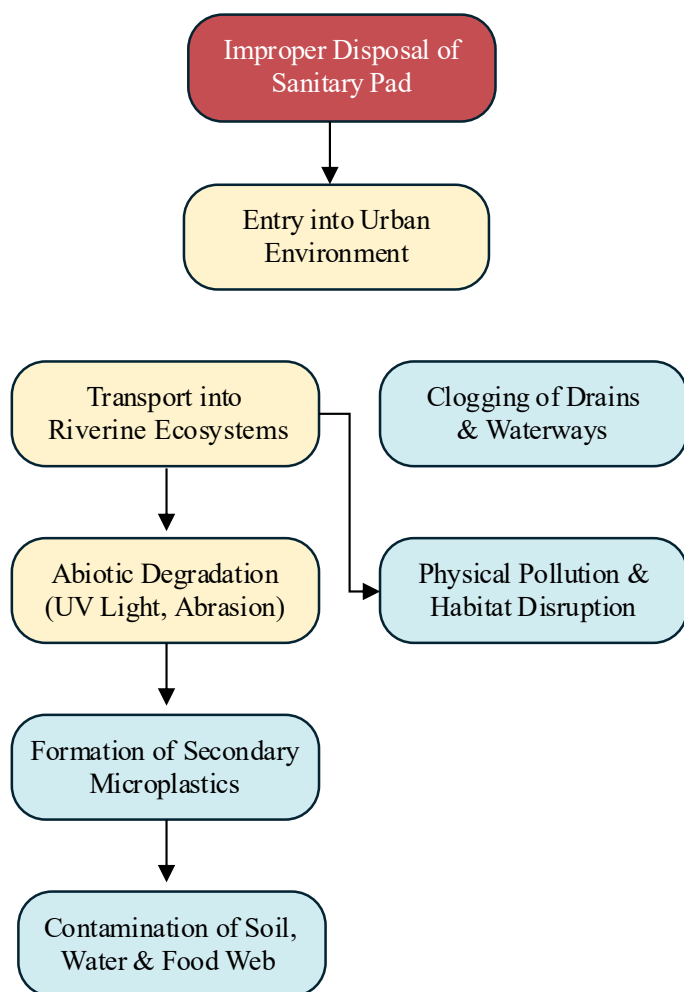 Improper Disposal of
Sanitary Pad
Entry into Urban
Environment
Transport into
Riverine Ecosystems
Clogging of Drains
& Waterways
Abiotic Degradation
(UV Light, Abrasion)
Physical Pollution &
Habitat Disruption
Formation of Secondary
Microplastics
Contamination of Soil,
Water & Food Web